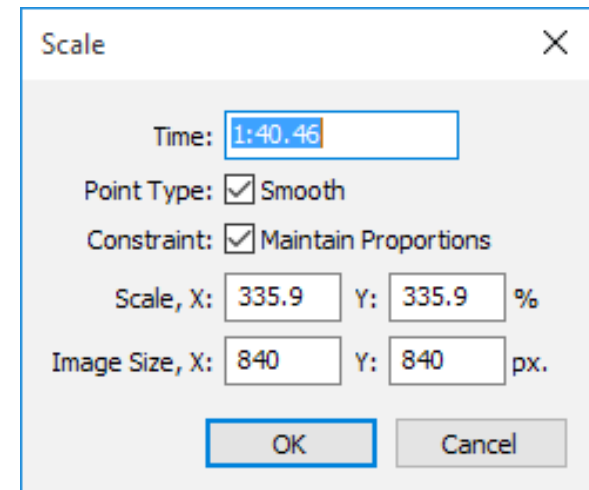 Scale
Time: 1:40.46
Point Type: Smooth
Constraint: Maintain Proportions
Scale, X: 335.9 Y: 335.9 %
Image Size, X: 840 Y: 840 px.
OK Cancel